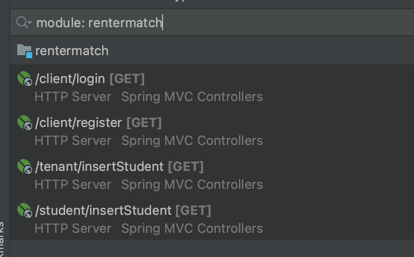 module: rentermatch
rentermatch
/client/login [GET]
HTTP Server Spring MVC Controllers
/client/register [GET]
HTTP Server Spring MVC Controllers
/tenant/insertStudent [GET]
HTTP Server Spring MVC Controllers
/student/insertStudent [GET]
HTTP Server Spring MVC Controllers